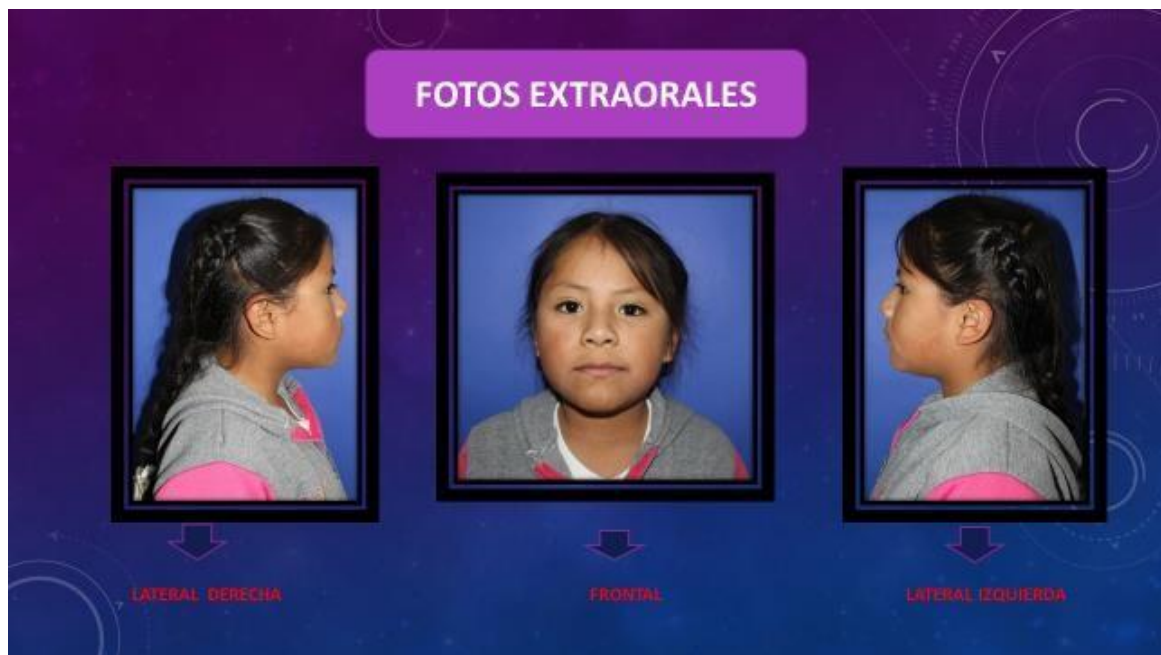 FOTOS EXTRAORALES
LATERAL DERECHA
FRONTAL
LATERAL IZQUIERDA